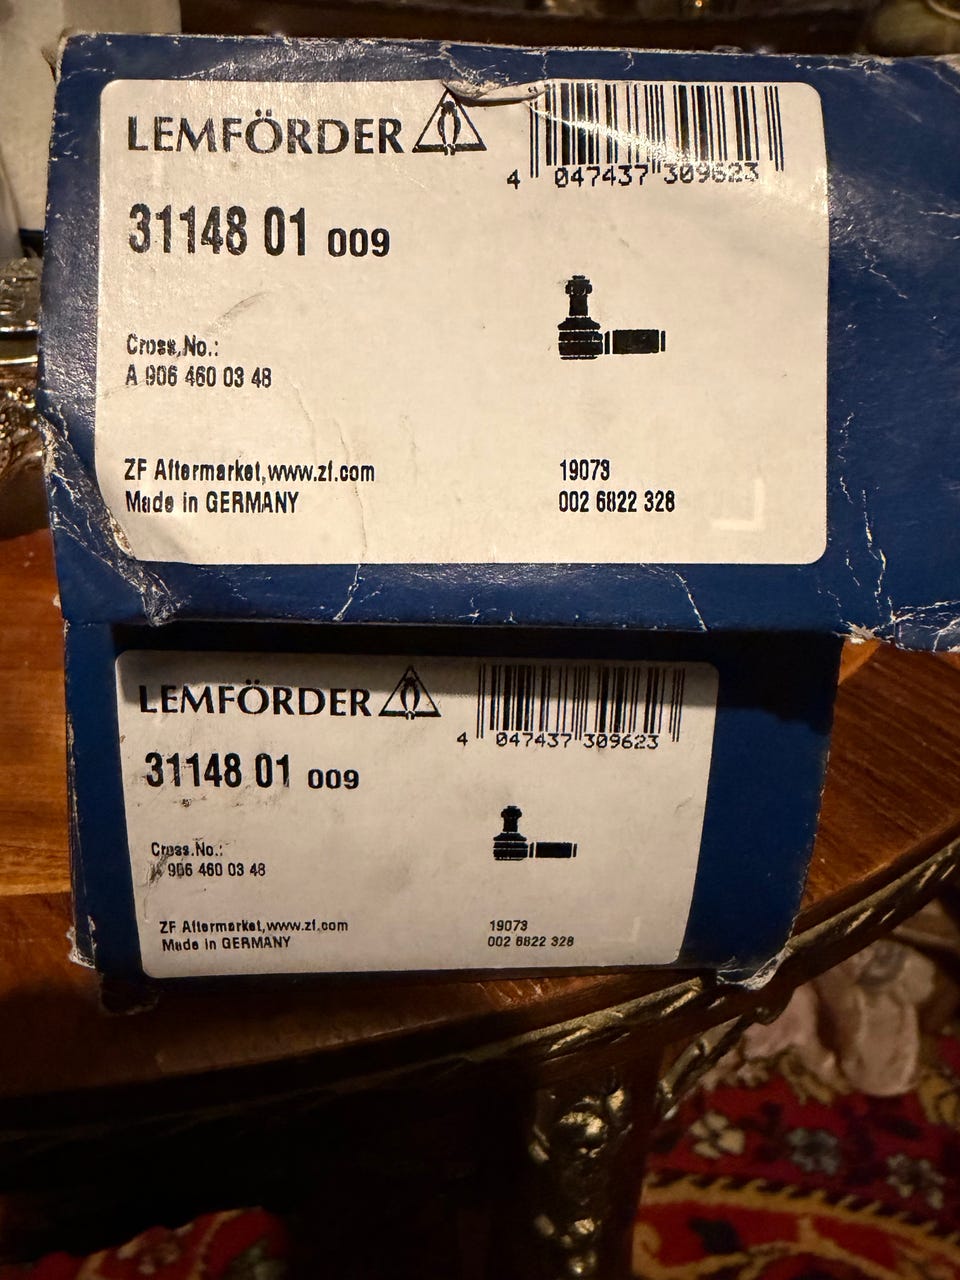 LEMFÖRDER
4 047437 309623
31148 01 009
Cross.No.:
A 906 460 03 48
ZF Aftermarket,www.zf.com
Made in GERMANY
19073
002 6822 328
LEMFÖRDER
4 047437 309623
31148 01 009
Cross.No.:
A 906 460 03 48
ZF Aftermarket,www.zf.com
Made in GERMANY
19073
002 6822 328